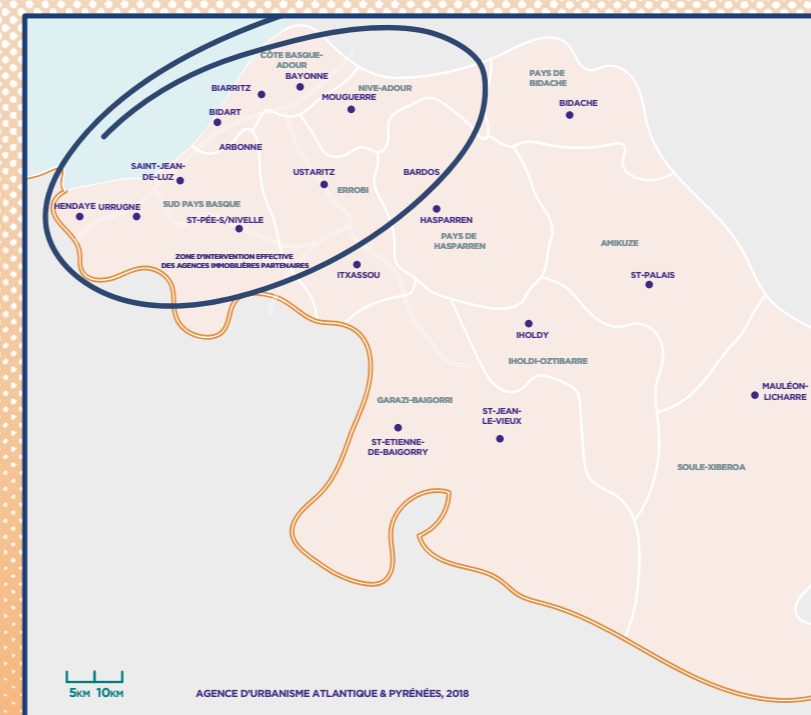 CÔTE BASQUE-
ADOUR
BAYONNE
BIARRITZ
NIVE-ADOUR
MOUGUERRE
PAYS DE
BIDACHE
BIDACHE
BIDART
ARBONNE
SAINT-JEAN-
DE-LUZ
USTARITZ
BARDOS
ERROBI
HENDAYE
URRUGNE
SUD PAYS BASQUE
ST-PÉE-S/NIVELLE
HASPARREN
PAYS DE
HASPARREN
AMIKUZE
ZONE D'INTERVENTION EFFECTIVE
DES AGENCES IMMOBILIÈRES PARTENAIRES
ITXASSOU
ST-PALAIS
IHOLDY
IHOLDI-OZTIBARRE
MAULÉON-
LICHARRE
GARAZI-BAIGORRI
ST-JEAN-
LE-VIEUX
ST-ETIENNE-
DE-BAIGORRY
SOULE-XIBEROA
5KM 10KM
AGENCE D'URBANISME ATLANTIQUE & PYRÉNÉES, 2018